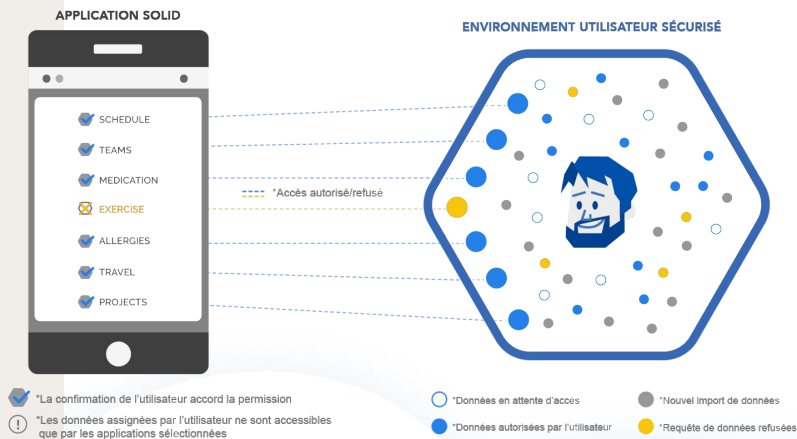 APPLICATION SOLID
ENVIRONNEMENT UTILISATEUR SÉCURISÉ
SCHEDULE
TEAMS
MEDICATION
EXERCISE
ALLERGIES
TRAVEL
PROJECTS
*Accès autorisé/refusé
*La confirmation de l'utilisateur accord la permission
*Les données assignées par l'utilisateur ne sont accessibles
que par les applications sélectionnées
*Données en attente d'accès
*Nouvel import de données
*Données autorisées par l'utilisateur
*Requête de données refusées